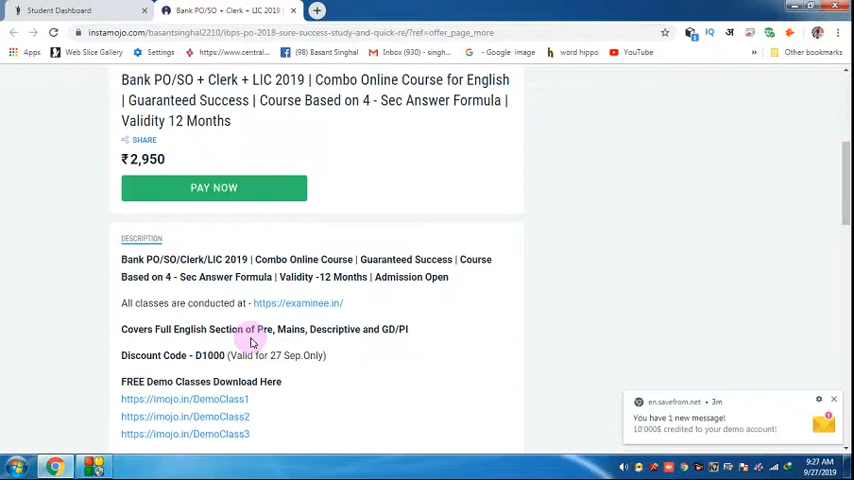 Student Dashboard
Bank PO/SO + Clerk + LIC 2019 |
instamojo.com/basantsinghal2210/ibps-po-2018-sure-success-study-and-quick-re/?ref=offer_page_more
Apps Web Slice Gallery Settings https://www.central... (98) Basant Singhal Inbox (930) - singh... - Google image word hippo YouTube » Other bookmarks
Bank PO/SO + Clerk + LIC 2019 | Combo Online Course for English
| Guaranteed Success | Course Based on 4 - Sec Answer Formula |
Validity 12 Months
SHARE
₹2,950
PAY NOW
DESCRIPTION
Bank PO/SO/Clerk/LIC 2019 | Combo Online Course | Guaranteed Success | Course
Based on 4 - Sec Answer Formula | Validity -12 Months | Admission Open
All classes are conducted at - https://examinee.in/
Covers Full English Section of Pre, Mains, Descriptive and GD/PI
Discount Code - D1000 (Valid for 27 Sep.Only)
FREE Demo Classes Download Here
https://imojo.in/DemoClass1
https://imojo.in/DemoClass2
https://imojo.in/DemoClass3
en.savefrom.net • 3m
You have 1 new message!
10'000$ credited to your demo account!
9:27 AM
9/27/2019